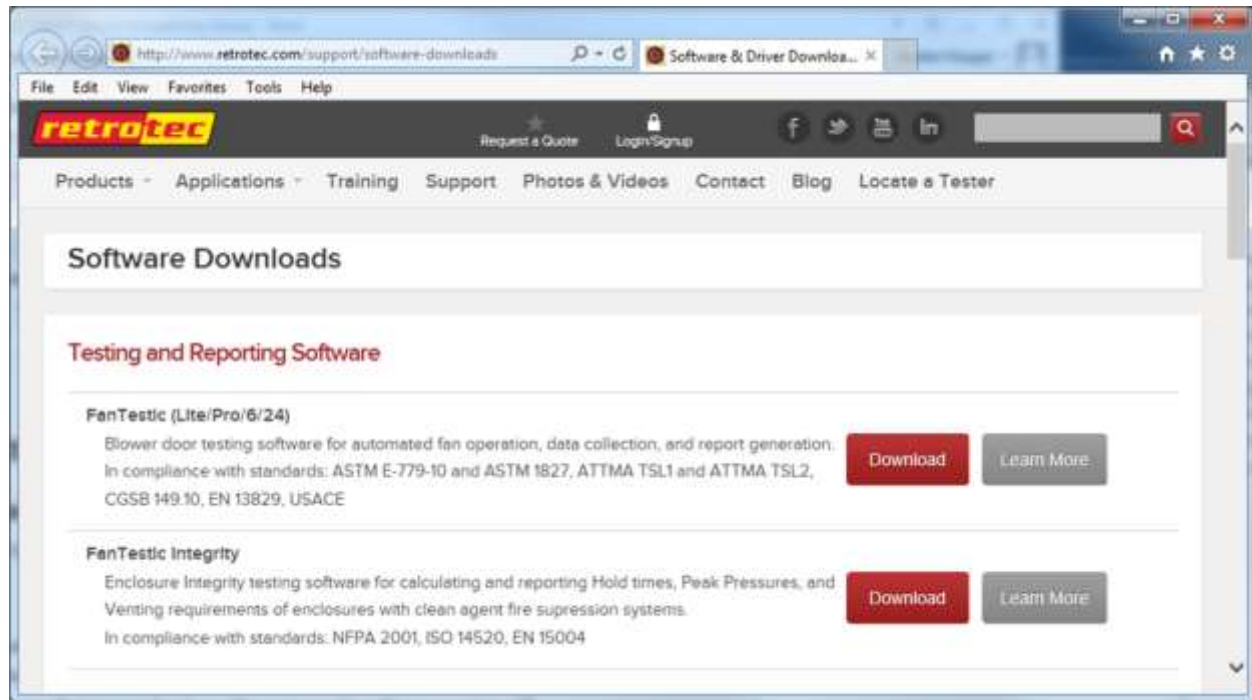 http://www.retrotec.com/support/software-downloads
Software & Driver Downloa...
File Edit View Favorites Tools Help
retrotec
Request a Quote Login/Signup
Products Applications Training Support Photos & Videos Contact Blog Locate a Tester
Software Downloads
Testing and Reporting Software
FanTestic (Lite/Pro/6/24)
Blower door testing software for automated fan operation, data collection, and report generation.
In compliance with standards: ASTM E-779-10 and ASTM 1827, ATTMA TSL1 and ATTMA TSL2,
CGSB 149.10, EN 13829, USACE
Download Learn More
FanTestic Integrity
Enclosure Integrity testing software for calculating and reporting Hold times, Peak Pressures, and
Venting requirements of enclosures with clean agent fire supression systems.
In compliance with standards: NFPA 2001, ISO 14520, EN 15004
Download Learn More